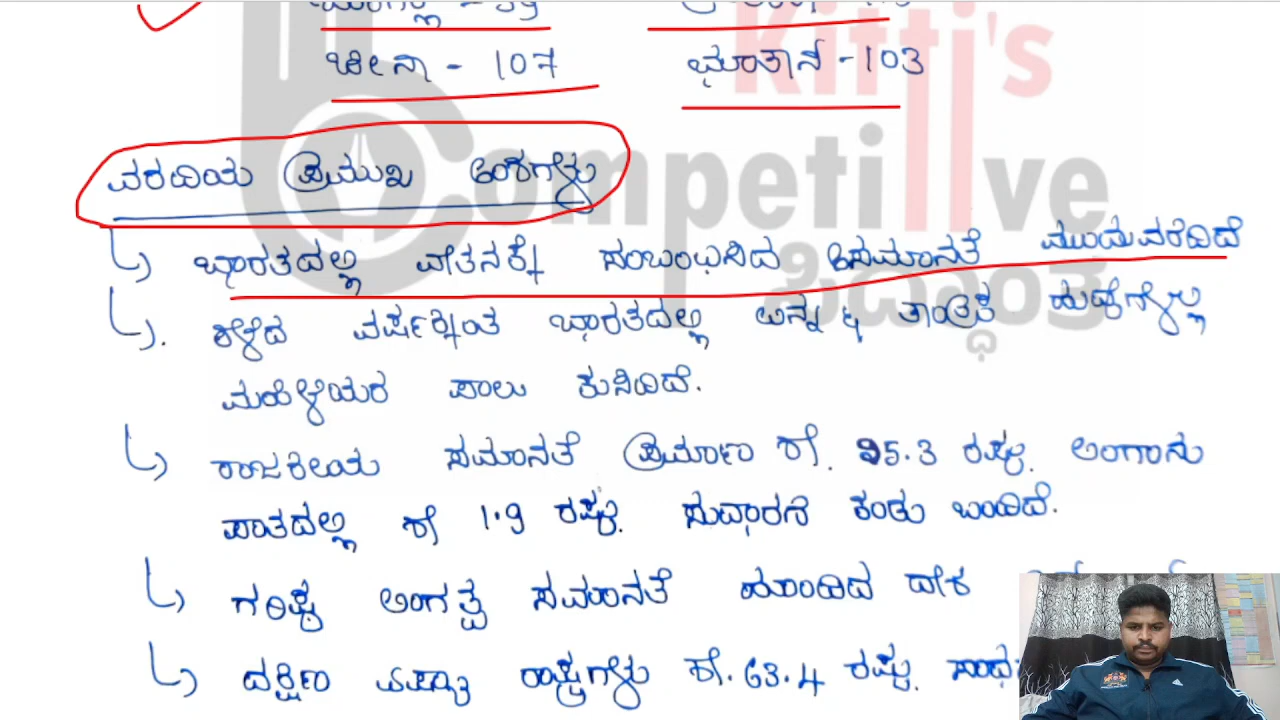 ಚೀನಾ - 107 ಭೂತಾನ್ - 103
ವರದಿಯ ಪ್ರಮುಖ ಅಂಶಗಳು
ಭಾರತದಲ್ಲಿ ವೇತನಕ್ಕೆ ಸಂಬಂಧಿಸಿದ ಅಸಮಾನತೆ ಮುಂದುವರೆದಿದೆ
ಕಳೆದ ವರ್ಷಕ್ಕಿಂತ ಭಾರತದಲ್ಲಿ ತಾಂತ್ರಿಕ ಹುದ್ದೆಗಳಲ್ಲಿ
ಮಹಿಳೆಯರ ಪಾಲು ಕುಸಿದಿದೆ.
ರಾಜಕೀಯ ಸಮಾನತೆ ಪ್ರಮಾಣ ಶೇ. 25.3 ರಷ್ಟು. ಲಿಂಗಾನು
ಪಾತದಲ್ಲಿ ಶೇ 1.9 ರಷ್ಟು. ಸುಧಾರಣೆ ಕಂಡು ಬಂದಿದೆ.
ಗರಿಷ್ಠ ಲಿಂಗತ್ವ ಸಮಾನತೆ ಹೊಂದಿದ ದೇಶ
ದಕ್ಷಿಣ ಏಷ್ಯಾ ರಾಷ್ಟ್ರಗಳು ಶೇ. 63.4 ರಷ್ಟು
Kitti's
Competitive
ಸಿದ್ಧಾಂತ